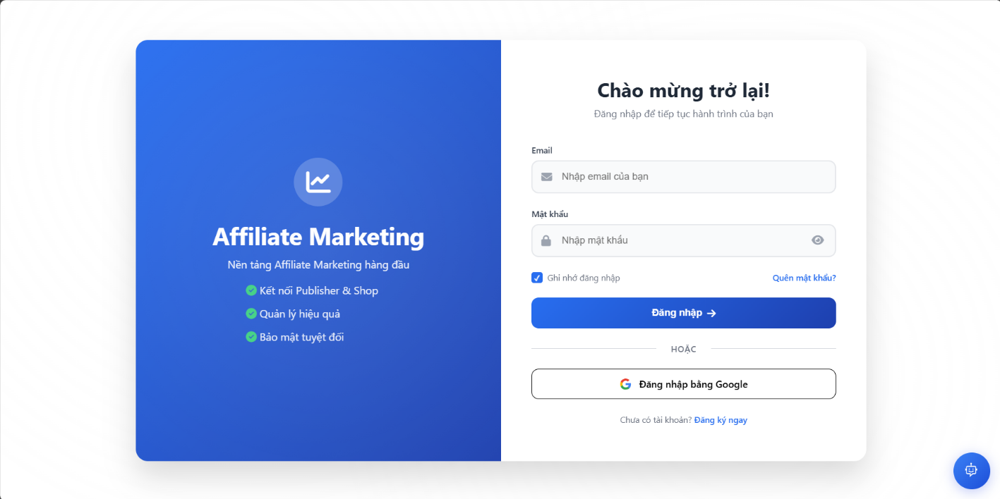 Affiliate Marketing
Nền tảng Affiliate Marketing hàng đầu
Kết nối Publisher & Shop
Quản lý hiệu quả
Bảo mật tuyệt đối
Chào mừng trở lại!
Đăng nhập để tiếp tục hành trình của bạn
Email
Nhập email của bạn
Mật khẩu
Nhập mật khẩu
Ghi nhớ đăng nhập
Quên mật khẩu?
Đăng nhập →
HOẶC
Đăng nhập bằng Google
Chưa có tài khoản? Đăng ký ngay